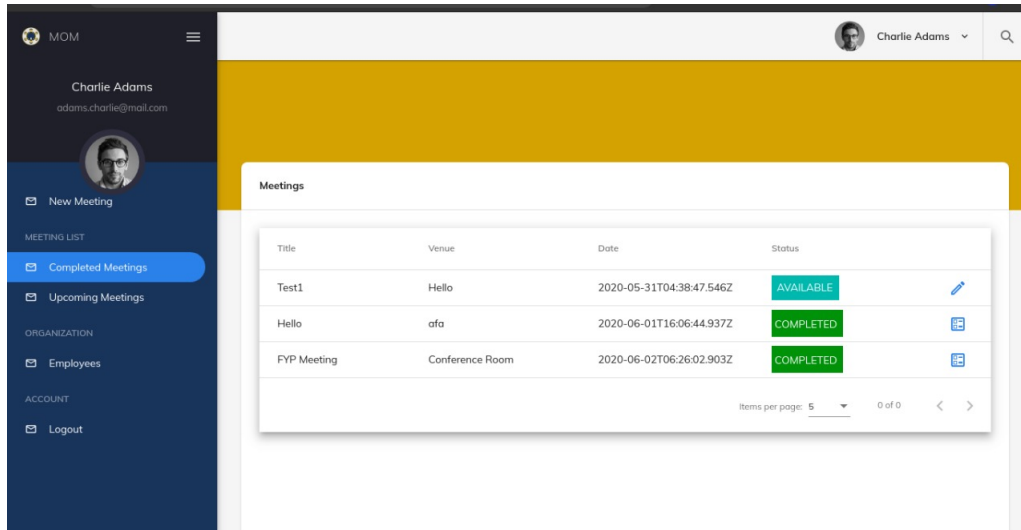 MOM
Charlie Adams
Charlie Adams
adams.charlie@mail.com
New Meeting
MEETING LIST
Completed Meetings
Upcoming Meetings
ORGANIZATION
Employees
ACCOUNT
Logout
Meetings
Title Venue Date Status
Test1 Hello 2020-05-31T04:38:47.546Z AVAILABLE
Hello afa 2020-06-01T16:06:44.937Z COMPLETED
FYP Meeting Conference Room 2020-06-02T06:26:02.903Z COMPLETED
Items per page: 5 0 of 0